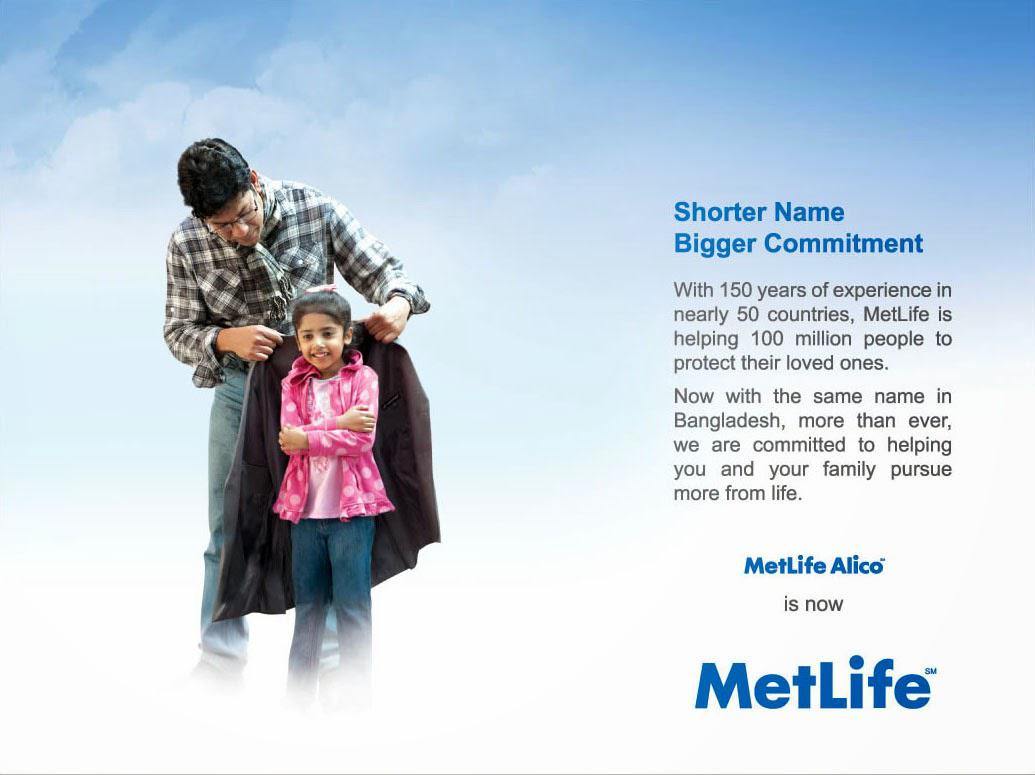 Shorter Name
Bigger Commitment
With 150 years of experience in
nearly 50 countries, MetLife is
helping 100 million people to
protect their loved ones.
Now with the same name in
Bangladesh, more than ever,
we are committed to helping
you and your family pursue
more from life.
MetLife Alico™
is now
MetLife℠